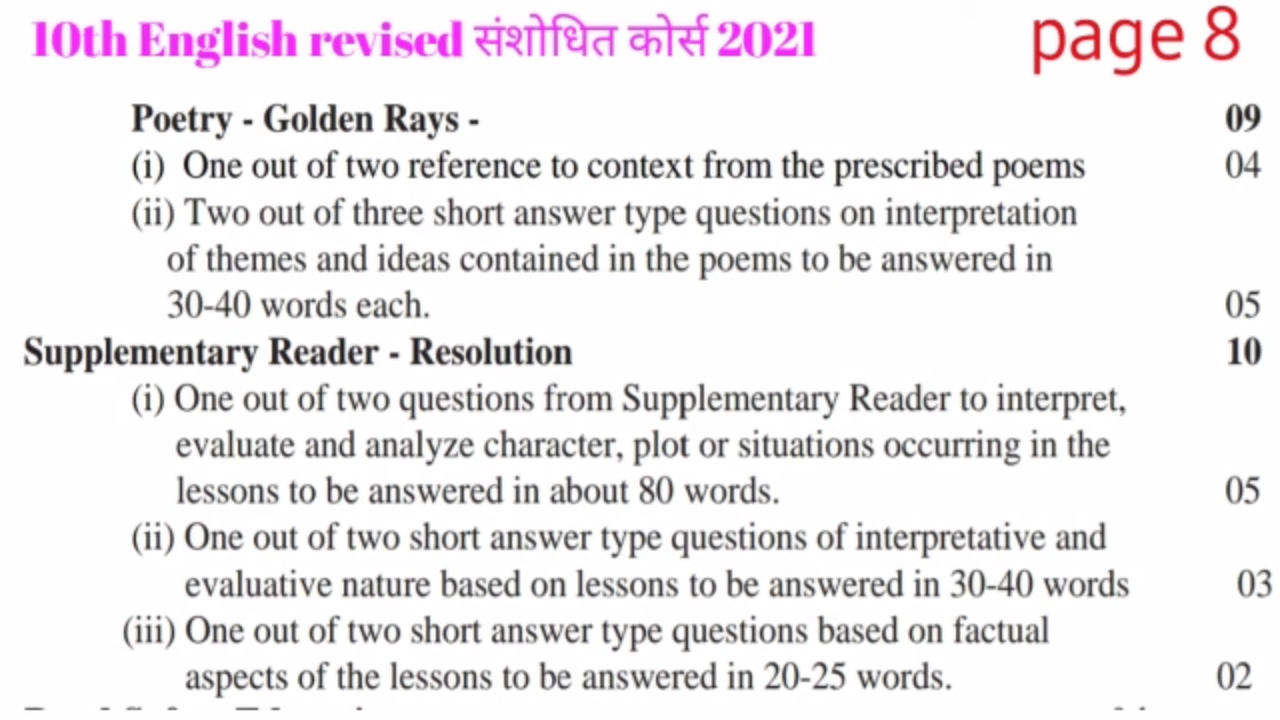 10th English revised संशोधित कोर्स 2021 page 8
Poetry - Golden Rays - 09
(i) One out of two reference to context from the prescribed poems 04
(ii) Two out of three short answer type questions on interpretation
of themes and ideas contained in the poems to be answered in
30-40 words each. 05
Supplementary Reader - Resolution 10
(i) One out of two questions from Supplementary Reader to interpret,
evaluate and analyze character, plot or situations occurring in the
lessons to be answered in about 80 words. 05
(ii) One out of two short answer type questions of interpretative and
evaluative nature based on lessons to be answered in 30-40 words 03
(iii) One out of two short answer type questions based on factual
aspects of the lessons to be answered in 20-25 words. 02